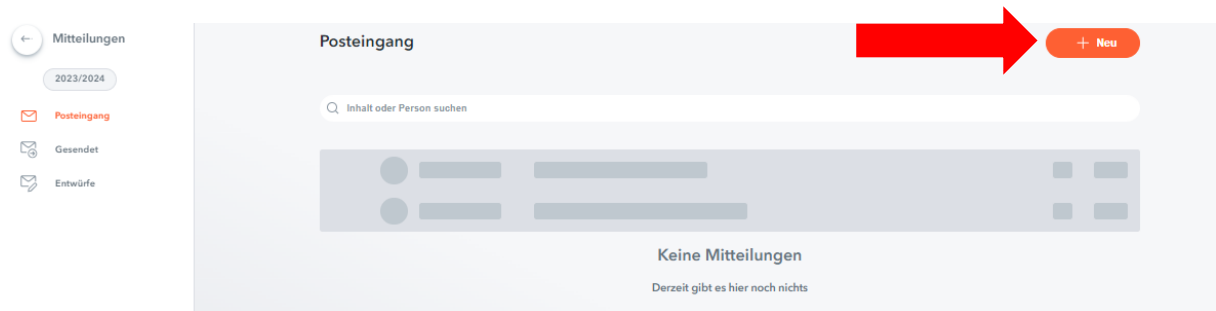 Mitteilungen
2023/2024
Posteingang
Gesendet
Entwürfe
Posteingang
+ Neu
Inhalt oder Person suchen
Keine Mitteilungen
Derzeit gibt es hier noch nichts